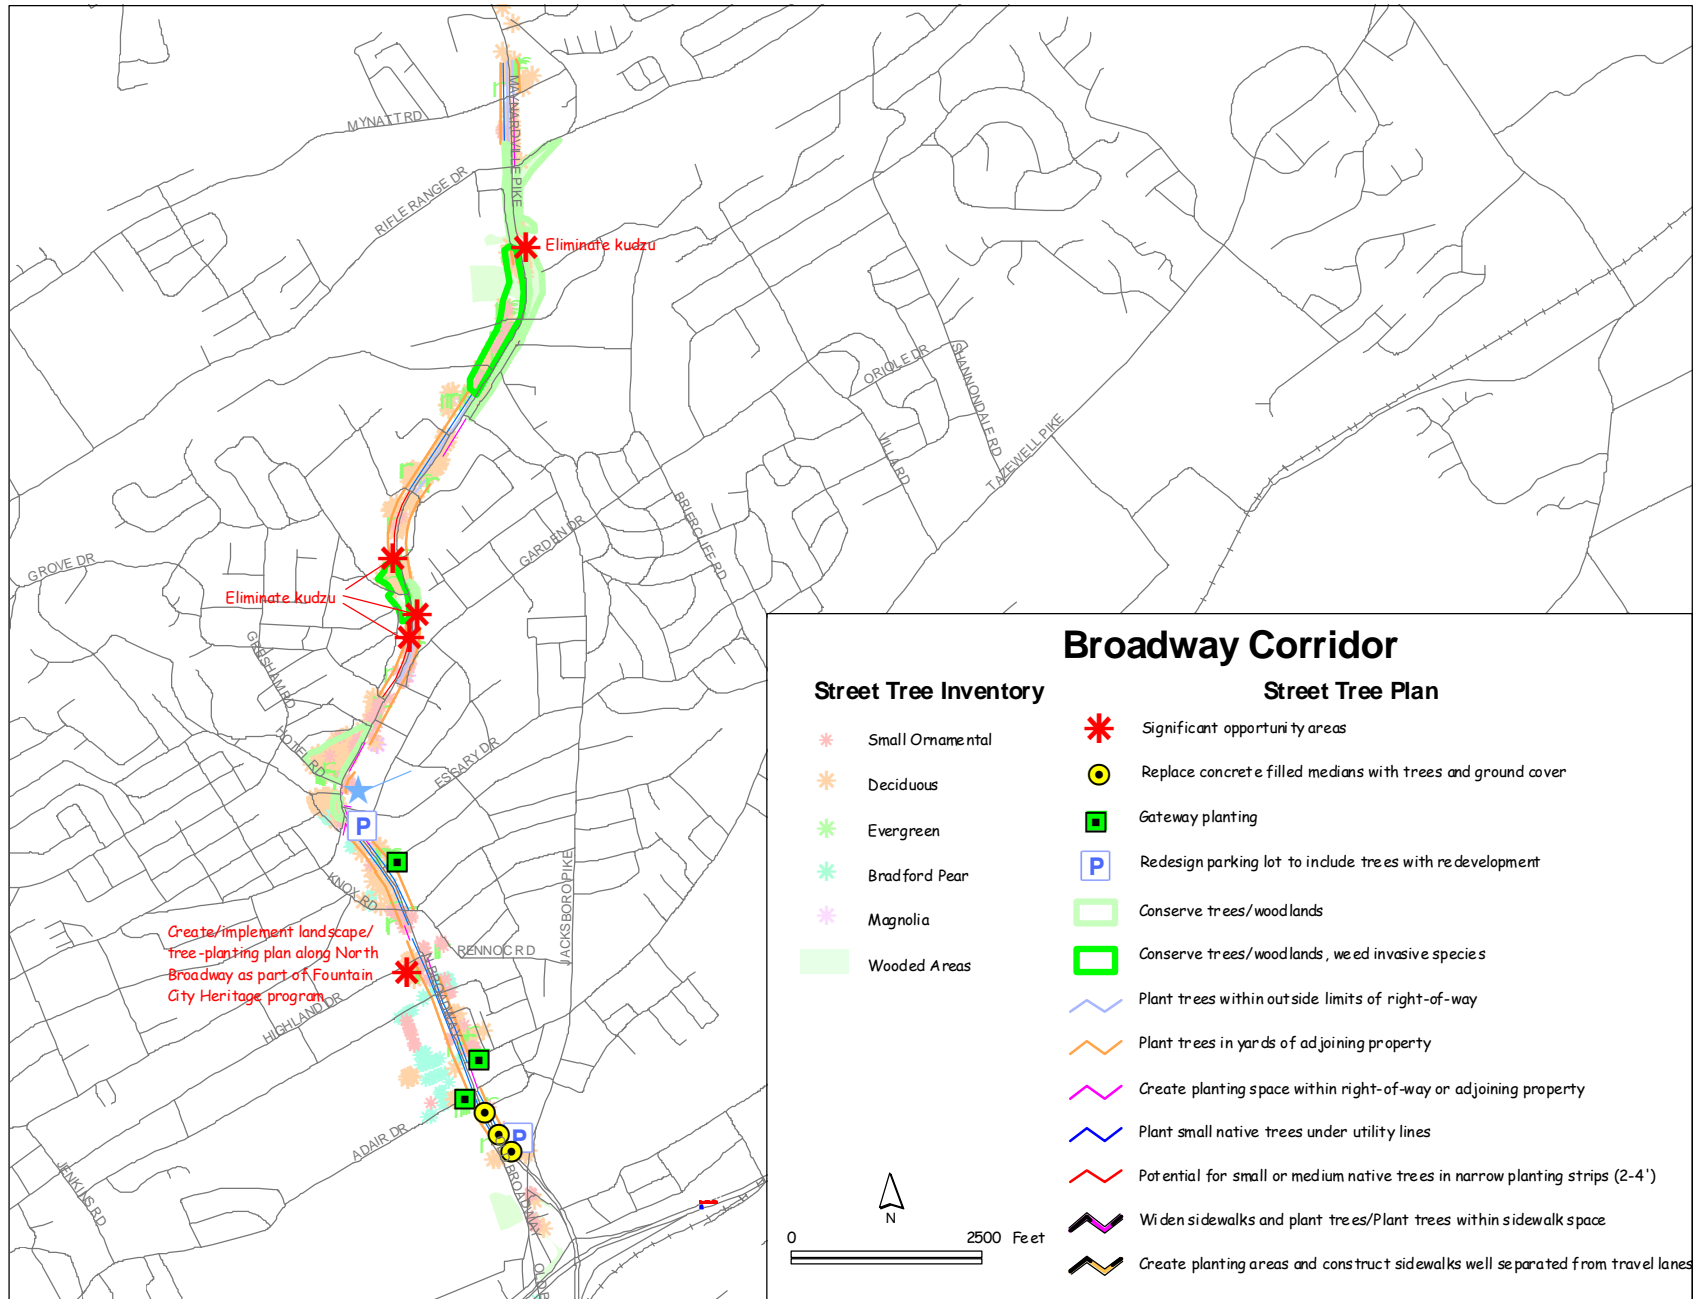 MYNATT RD
MAYNARDVILLE PIKE
RIFLE RANGE DR
Eliminate kudzu
ORIOLE DR
SHANNONDALE RD
VILLA RD
TAZEWELL PIKE
BRIERCLIFF RD
GARDEN DR
GROVE DR
Eliminate kudzu
GRESHAM RD
HOTEL RD
ESSARY DR
P
KNOX RD
JACKSBORO PIKE
Create/implement landscape/
tree-planting plan along North
Broadway as part of Fountain
City Heritage program
RENNOC RD
N BROADWAY
HIGHLAND DR
ADAIR DR
P
JENKINS RD
BROADWAY
OLD
Broadway Corridor
Street Tree Inventory
Small Ornamental
Deciduous
Evergreen
Bradford Pear
Magnolia
Wooded Areas
Street Tree Plan
Significant opportunity areas
Replace concrete filled medians with trees and ground cover
Gateway planting
P
Redesign parking lot to include trees with redevelopment
Conserve trees/woodlands
Conserve trees/woodlands, weed invasive species
Plant trees within outside limits of right-of-way
Plant trees in yards of adjoining property
Create planting space within right-of-way or adjoining property
Plant small native trees under utility lines
Potential for small or medium native trees in narrow planting strips (2-4')
Widen sidewalks and plant trees/Plant trees within sidewalk space
Create planting areas and construct sidewalks well separated from travel lanes
N
0 2500 Feet